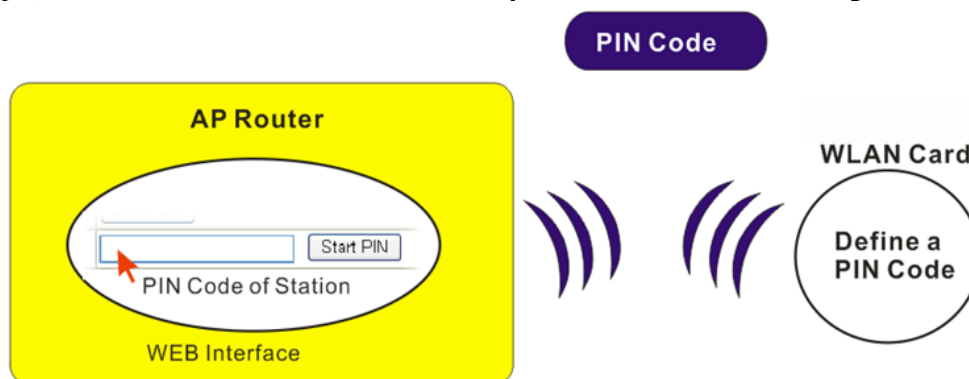 PIN Code
AP Router
WLAN Card
Start PIN
Define a
PIN Code
PIN Code of Station
WEB Interface